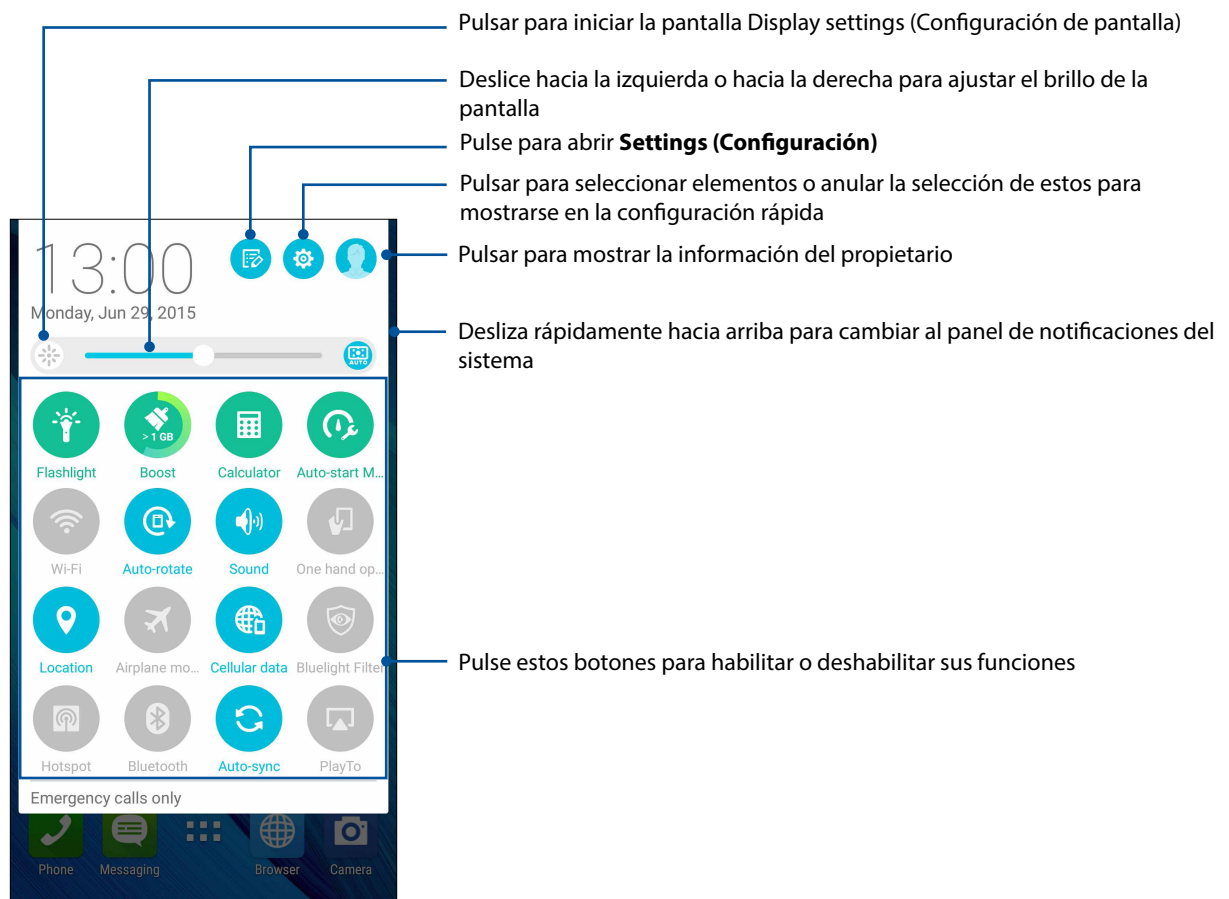 Pulsar para iniciar la pantalla Display settings (Configuración de pantalla)
Deslice hacia la izquierda o hacia la derecha para ajustar el brillo de la
pantalla
Pulse para abrir Settings (Configuración)
Pulsar para seleccionar elementos o anular la selección de estos para
mostrarse en la configuración rápida
Pulsar para mostrar la información del propietario
Desliza rápidamente hacia arriba para cambiar al panel de notificaciones del
sistema
Pulse estos botones para habilitar o deshabilitar sus funciones
13:00
Monday, Jun 29, 2015
AUTO
> 1 GB
Flashlight Boost Calculator Auto-start M...
Wi-Fi Auto-rotate Sound One hand op...
Location Airplane mo... Cellular data Bluelight Filter
Hotspot Bluetooth Auto-sync PlayTo
Emergency calls only
Phone Messaging Browser Camera